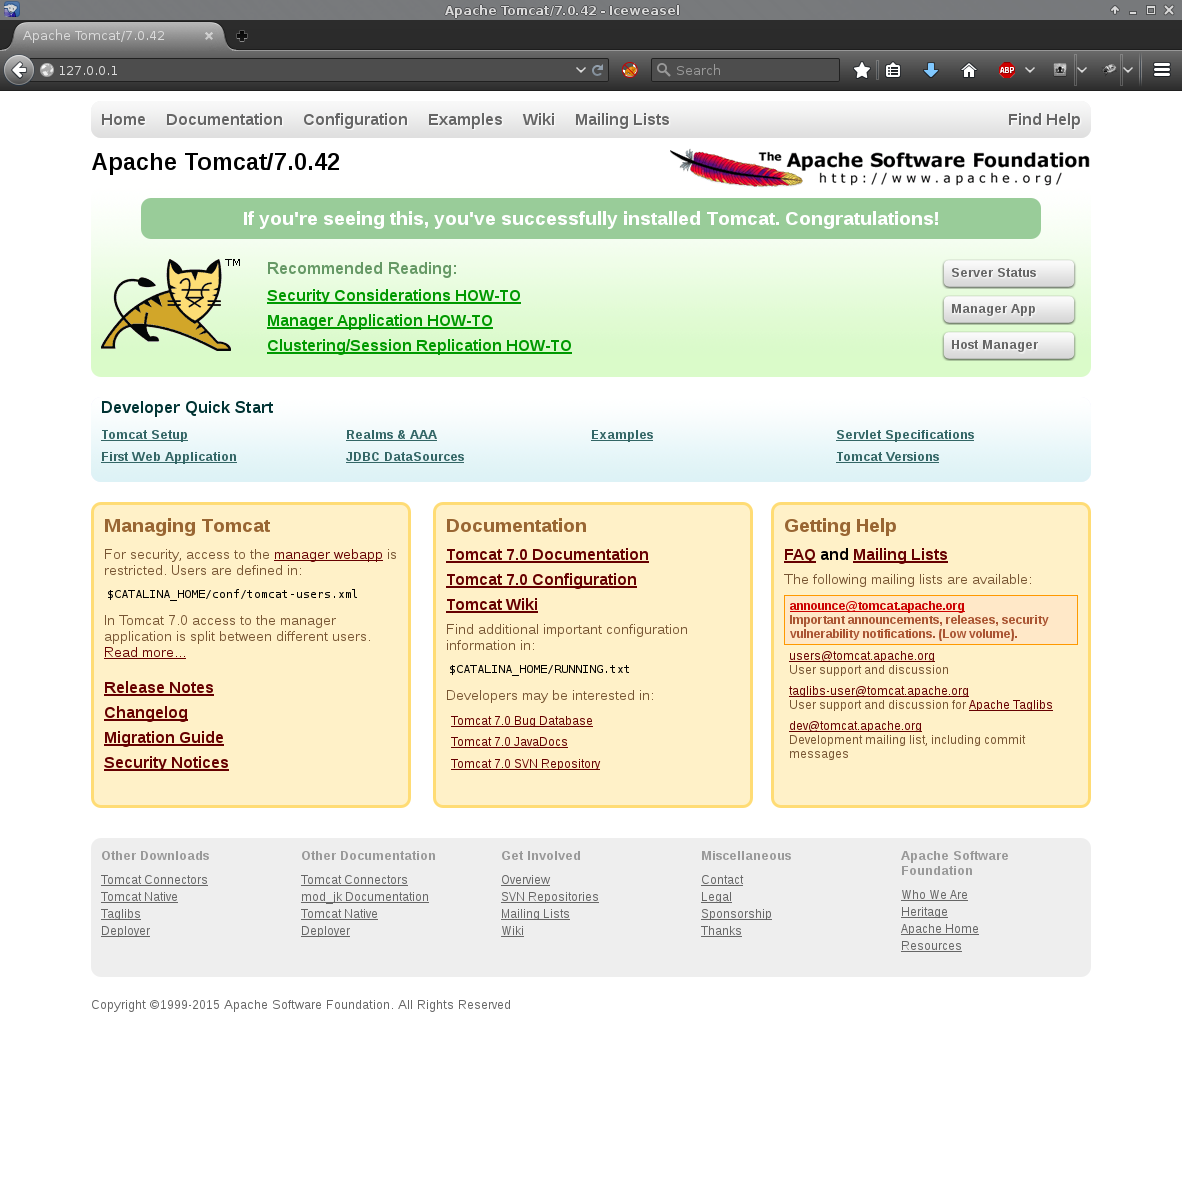 Apache Tomcat/7.0.42 - Iceweasel
Apache Tomcat/7.0.42
127.0.0.1
Search
ABP
Home Documentation Configuration Examples Wiki Mailing Lists Find Help
Apache Tomcat/7.0.42
The Apache Software Foundation
http://www.apache.org/
If you're seeing this, you've successfully installed Tomcat. Congratulations!
TM
Recommended Reading:
Security Considerations HOW-TO
Manager Application HOW-TO
Clustering/Session Replication HOW-TO
Server Status
Manager App
Host Manager
Developer Quick Start
Tomcat Setup
First Web Application
Realms & AAA
JDBC DataSources
Examples
Servlet Specifications
Tomcat Versions
Managing Tomcat
For security, access to the manager webapp is
restricted. Users are defined in:
$CATALINA_HOME/conf/tomcat-users.xml
In Tomcat 7.0 access to the manager
application is split between different users.
Read more...
Release Notes
Changelog
Migration Guide
Security Notices
Documentation
Tomcat 7.0 Documentation
Tomcat 7.0 Configuration
Tomcat Wiki
Find additional important configuration
information in:
$CATALINA_HOME/RUNNING.txt
Developers may be interested in:
Tomcat 7.0 Bug Database
Tomcat 7.0 JavaDocs
Tomcat 7.0 SVN Repository
Getting Help
FAQ and Mailing Lists
The following mailing lists are available:
announce@tomcat.apache.org
Important announcements, releases, security
vulnerability notifications. (Low volume).
users@tomcat.apache.org
User support and discussion
taglibs-user@tomcat.apache.org
User support and discussion for Apache Taglibs
dev@tomcat.apache.org
Development mailing list, including commit
messages
Other Downloads
Tomcat Connectors
Tomcat Native
Taglibs
Deployer
Other Documentation
Tomcat Connectors
mod_jk Documentation
Tomcat Native
Deployer
Get Involved
Overview
SVN Repositories
Mailing Lists
Wiki
Miscellaneous
Contact
Legal
Sponsorship
Thanks
Apache Software
Foundation
Who We Are
Heritage
Apache Home
Resources
Copyright ©1999-2015 Apache Software Foundation. All Rights Reserved